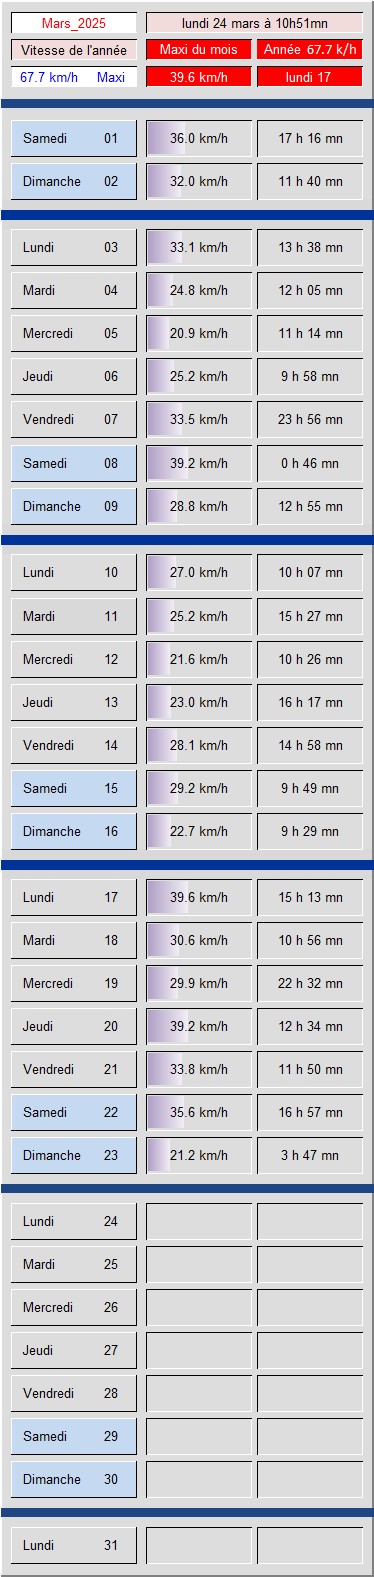 Mars_2025 lundi 24 mars à 10h51mn
Vitesse de l'année Maxi du mois Année 67.7 k/h
67.7 km/h Maxi 39.6 km/h lundi 17
Samedi 01 36.0 km/h 17 h 16 mn
Dimanche 02 32.0 km/h 11 h 40 mn
Lundi 03 33.1 km/h 13 h 38 mn
Mardi 04 24.8 km/h 12 h 05 mn
Mercredi 05 20.9 km/h 11 h 14 mn
Jeudi 06 25.2 km/h 9 h 58 mn
Vendredi 07 33.5 km/h 23 h 56 mn
Samedi 08 39.2 km/h 0 h 46 mn
Dimanche 09 28.8 km/h 12 h 55 mn
Lundi 10 27.0 km/h 10 h 07 mn
Mardi 11 25.2 km/h 15 h 27 mn
Mercredi 12 21.6 km/h 10 h 26 mn
Jeudi 13 23.0 km/h 16 h 17 mn
Vendredi 14 28.1 km/h 14 h 58 mn
Samedi 15 29.2 km/h 9 h 49 mn
Dimanche 16 22.7 km/h 9 h 29 mn
Lundi 17 39.6 km/h 15 h 13 mn
Mardi 18 30.6 km/h 10 h 56 mn
Mercredi 19 29.9 km/h 22 h 32 mn
Jeudi 20 39.2 km/h 12 h 34 mn
Vendredi 21 33.8 km/h 11 h 50 mn
Samedi 22 35.6 km/h 16 h 57 mn
Dimanche 23 21.2 km/h 3 h 47 mn
Lundi 24
Mardi 25
Mercredi 26
Jeudi 27
Vendredi 28
Samedi 29
Dimanche 30
Lundi 31